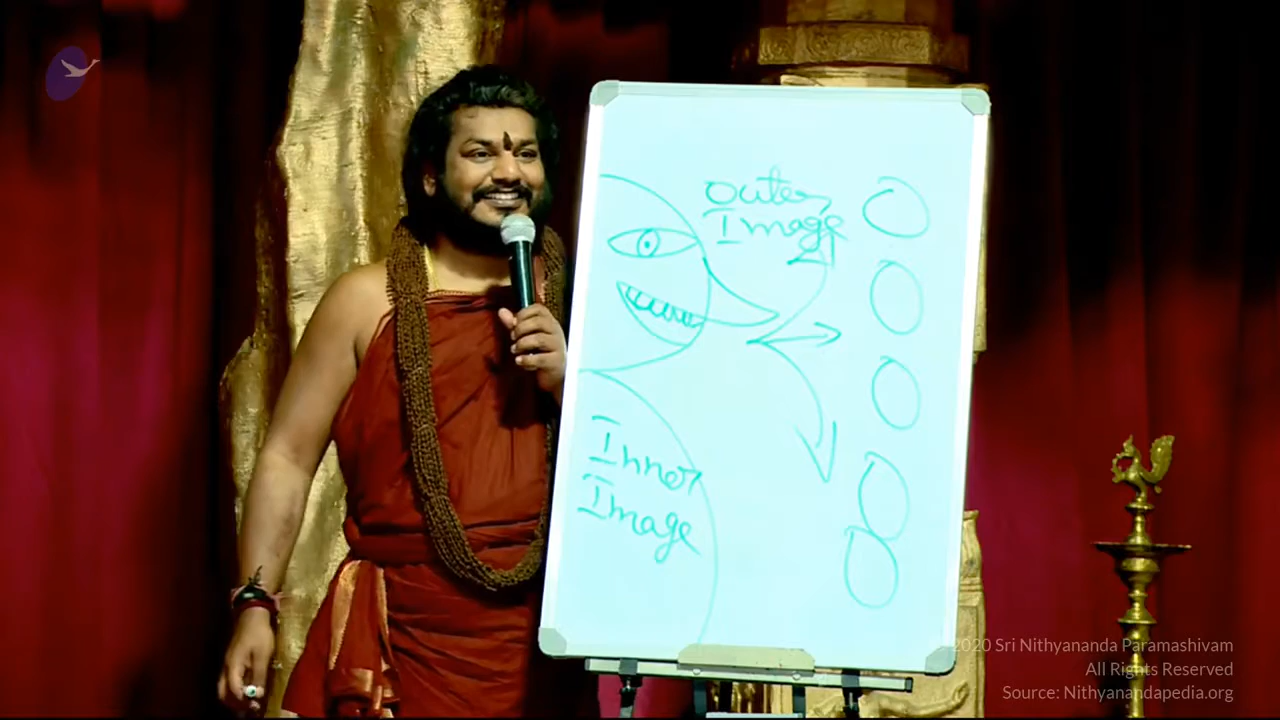 outer
Image
Inner
Image
© 2020 Sri Nithyananda Paramashivam
All Rights Reserved
Source: Nithyanandapedia.org